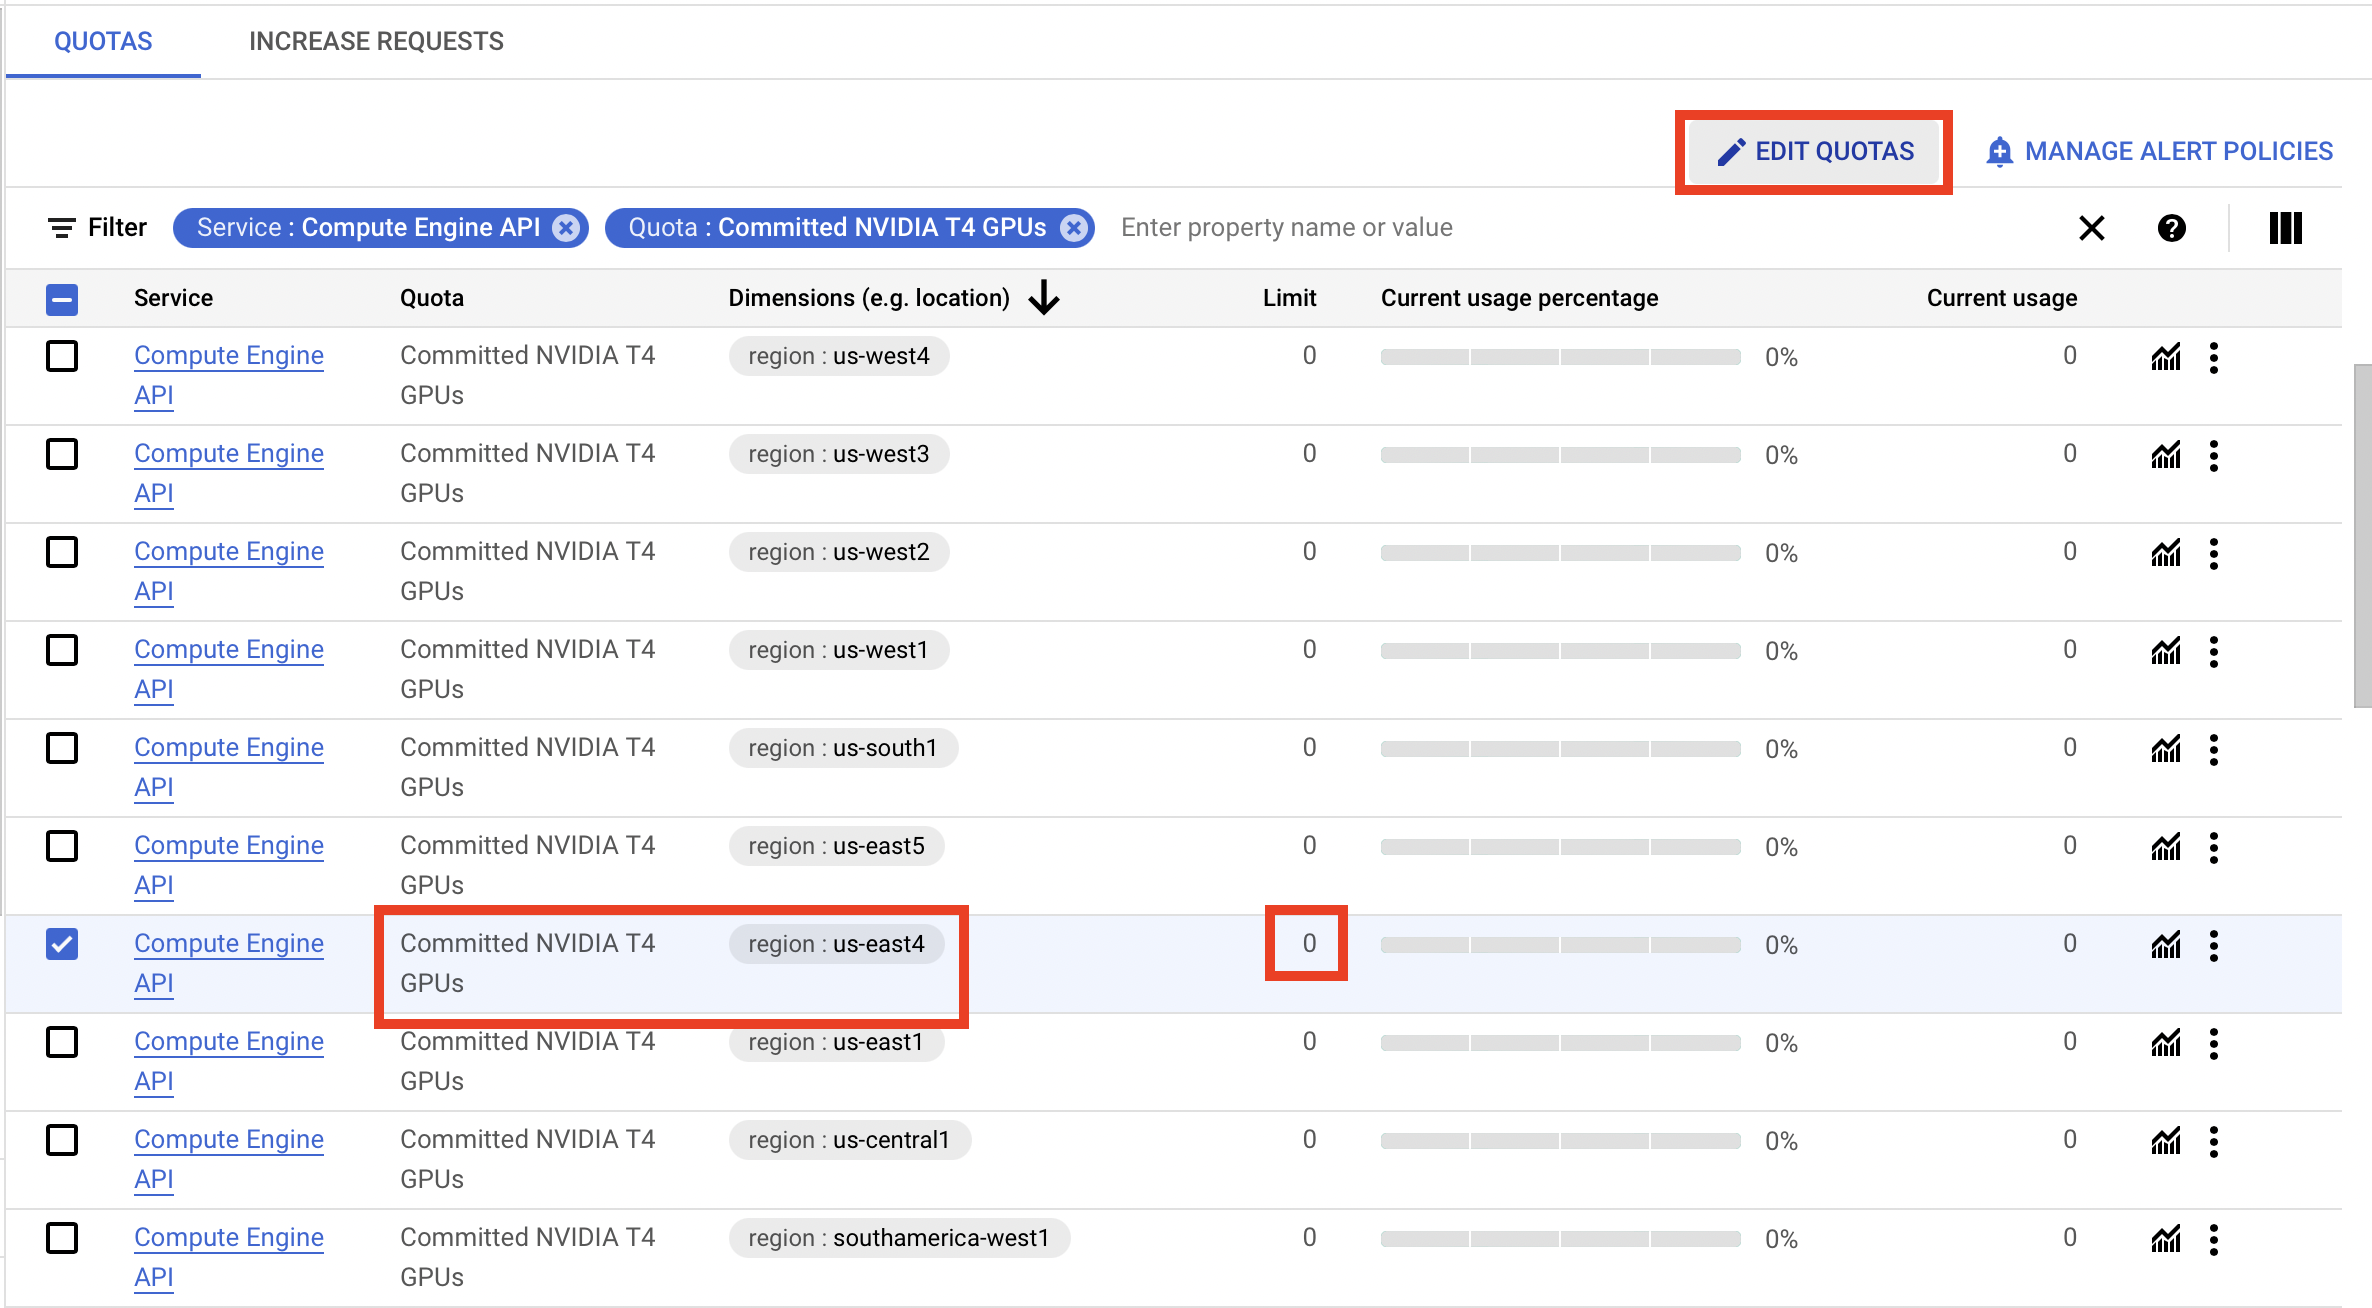 QUOTAS INCREASE REQUESTS
EDIT QUOTAS MANAGE ALERT POLICIES
Filter Service : Compute Engine API Quota : Committed NVIDIA T4 GPUs Enter property name or value
Service Quota Dimensions (e.g. location) Limit Current usage percentage Current usage
Compute Engine Committed NVIDIA T4 region : us-west4 0 0% 0
API GPUs
Compute Engine Committed NVIDIA T4 region : us-west3 0 0% 0
API GPUs
Compute Engine Committed NVIDIA T4 region : us-west2 0 0% 0
API GPUs
Compute Engine Committed NVIDIA T4 region : us-west1 0 0% 0
API GPUs
Compute Engine Committed NVIDIA T4 region : us-south1 0 0% 0
API GPUs
Compute Engine Committed NVIDIA T4 region : us-east5 0 0% 0
API GPUs
Compute Engine Committed NVIDIA T4 region : us-east4 0 0% 0
API GPUs
Compute Engine Committed NVIDIA T4 region : us-east1 0 0% 0
API GPUs
Compute Engine Committed NVIDIA T4 region : us-central1 0 0% 0
API GPUs
Compute Engine Committed NVIDIA T4 region : southamerica-west1 0 0% 0
API GPUs